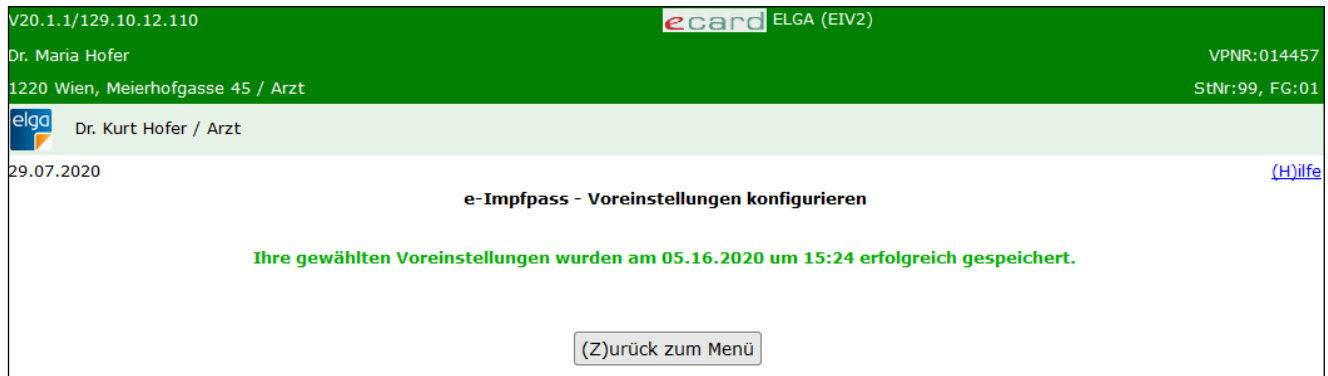 V20.1.1/129.10.12.110 ecard ELGA (EIV2)
Dr. Maria Hofer VPNR:014457
1220 Wien, Meierhofgasse 45 / Arzt StNr:99, FG:01
elga Dr. Kurt Hofer / Arzt
29.07.2020 (H)ilfe
e-Impfpass - Voreinstellungen konfigurieren
Ihre gewählten Voreinstellungen wurden am 05.16.2020 um 15:24 erfolgreich gespeichert.
(Z)urück zum Menü